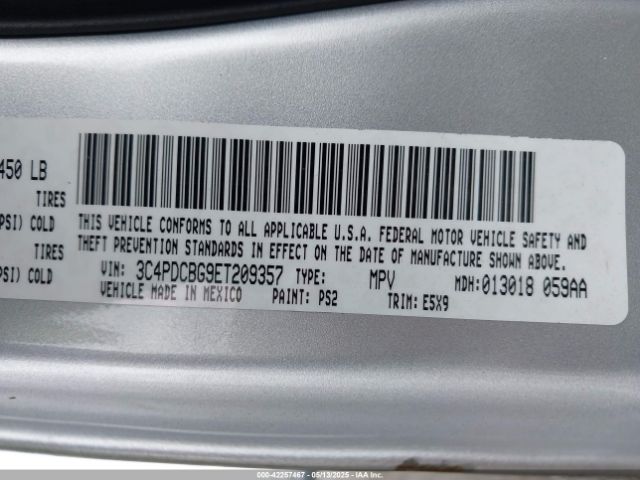 450 LB
TIRES
PSI) COLD
TIRES
PSI) COLD
THIS VEHICLE CONFORMS TO ALL APPLICABLE U.S.A. FEDERAL MOTOR VEHICLE SAFETY AND
THEFT PREVENTION STANDARDS IN EFFECT ON THE DATE OF MANUFACTURE SHOWN ABOVE.
VIN: 3C4PDCBG9ET209357 TYPE: MPV MDH: 013018 059AA
VEHICLE MADE IN MEXICO PAINT: PS2 TRIM: E5X9
000-42257467 - 05/13/2025 - IAA Inc.